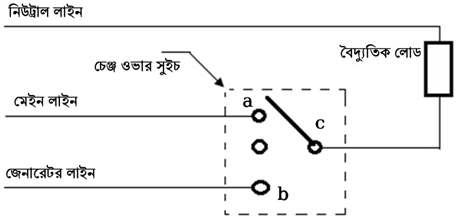 নিউট্রাল লাইন
বৈদ্যুতিক লোড
চেঞ্জ ওভার সুইচ
মেইন লাইন
a
c
জেনারেটর লাইন
b